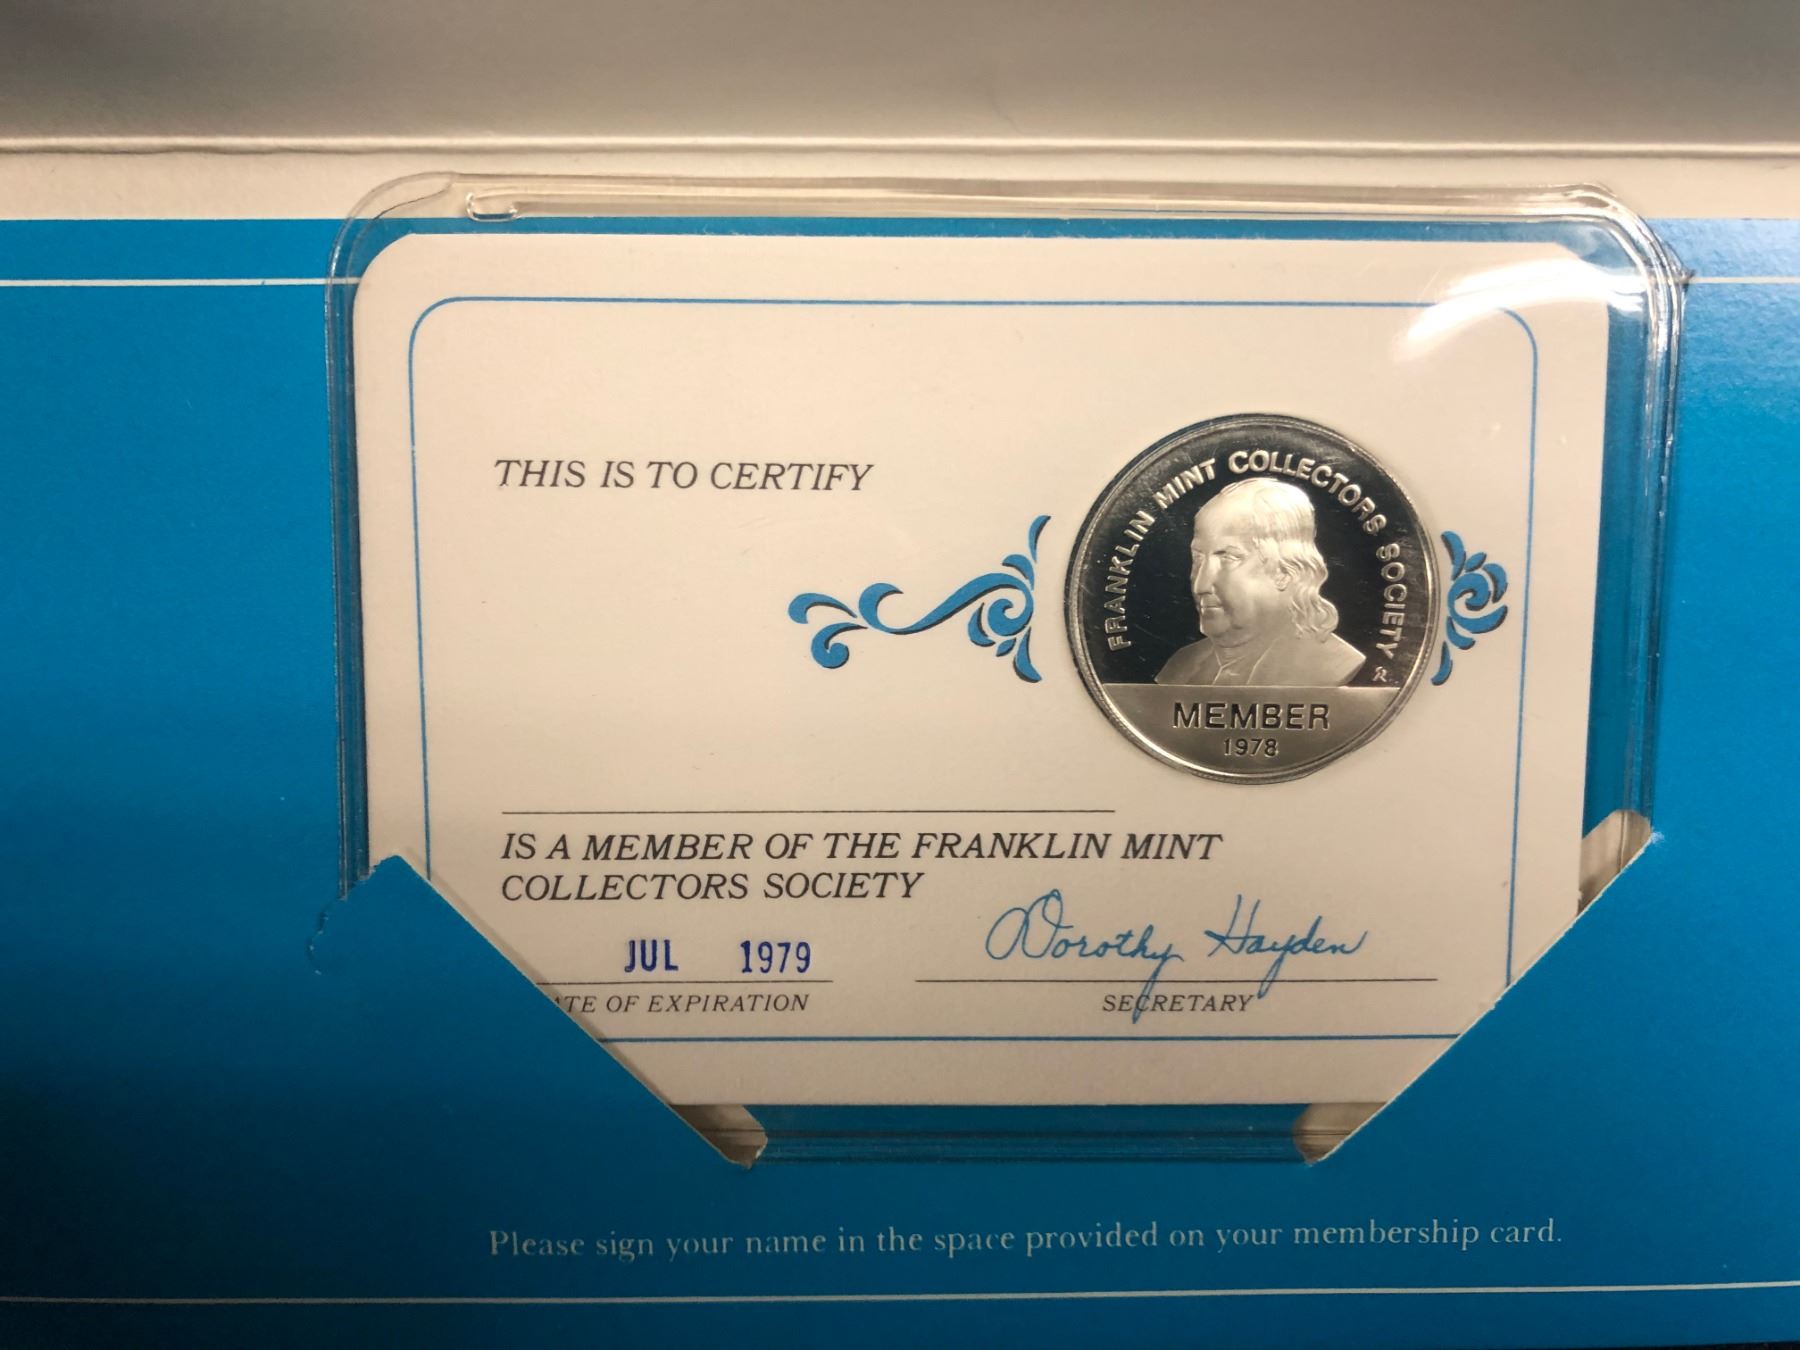 THIS IS TO CERTIFY
FRANKLIN MINT COLLECTORS SOCIETY
MEMBER
1978
IS A MEMBER OF THE FRANKLIN MINT
COLLECTORS SOCIETY
JUL 1979
Dorothy Hayden
TE OF EXPIRATION
SECRETARY
Please sign your name in the space provided on your membership card.